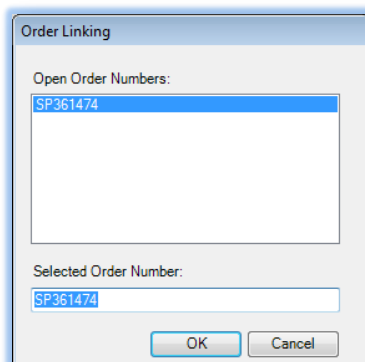 Order Linking
Open Order Numbers:
SP361474
Selected Order Number:
SP361474
OK Cancel